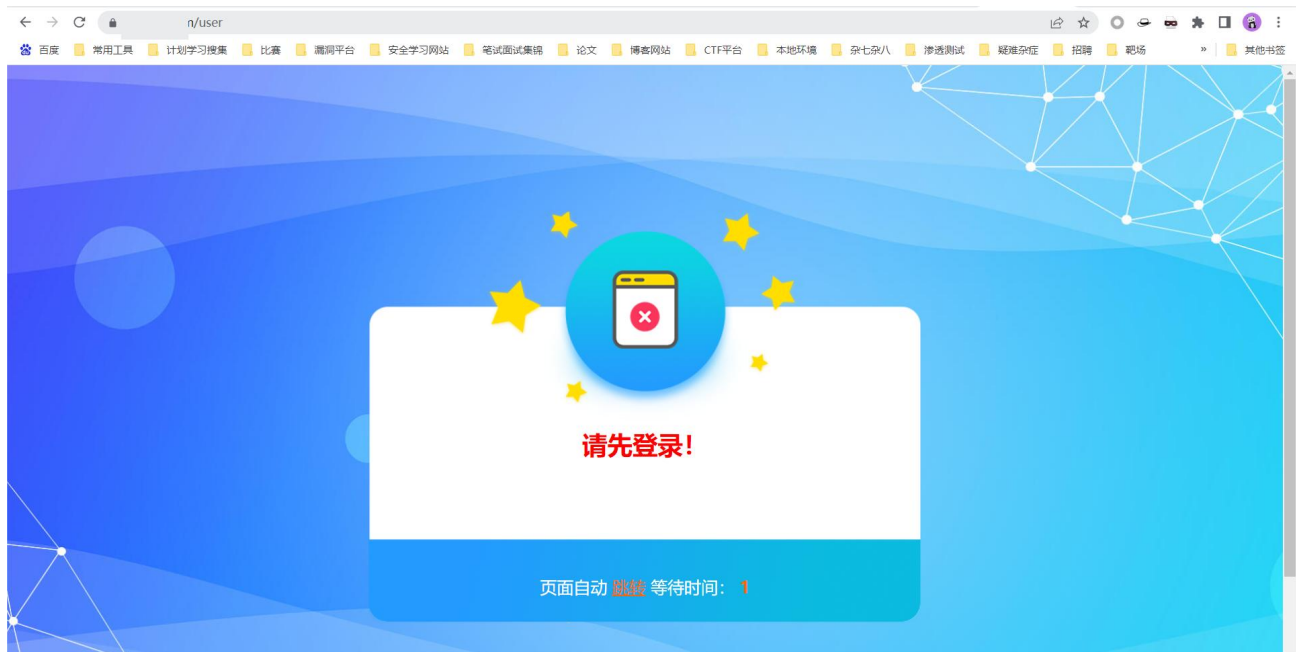 n/user
百度 常用工具 计划学习搜集 比赛 漏洞平台 安全学习网站 笔试面试集锦 论文 博客网站 CTF平台 本地环境 杂七杂八 渗透测试 疑难杂症 招聘 靶场 » 其他书签
请先登录!
页面自动 跳转 等待时间： 1